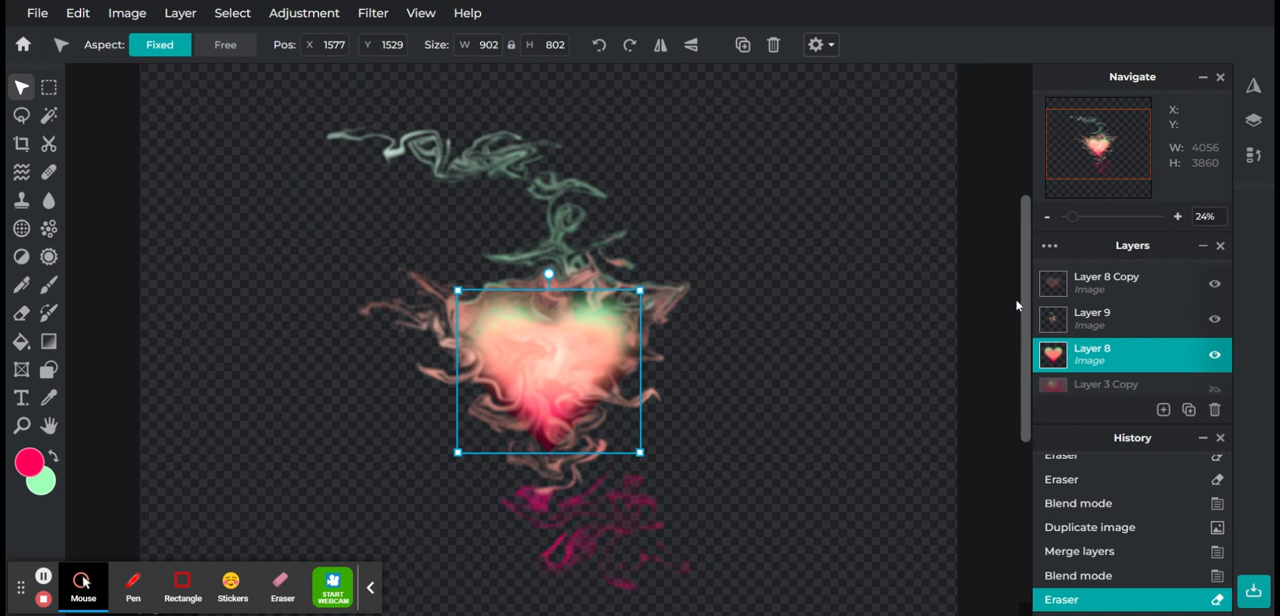 File Edit Image Layer Select Adjustment Filter View Help
Aspect: Fixed Free Pos: X 1577 Y 1529 Size: W 902 H 802
Navigate
X:
Y:
W: 4056
H: 3860
- + 24%
Layers
Layer 8 Copy
Image
Layer 9
Image
Layer 8
Image
Layer 3 Copy
History
Eraser
Eraser
Blend mode
Duplicate image
Merge layers
Blend mode
Eraser
T
Mouse Pen Rectangle Stickers Eraser START WEBCAM